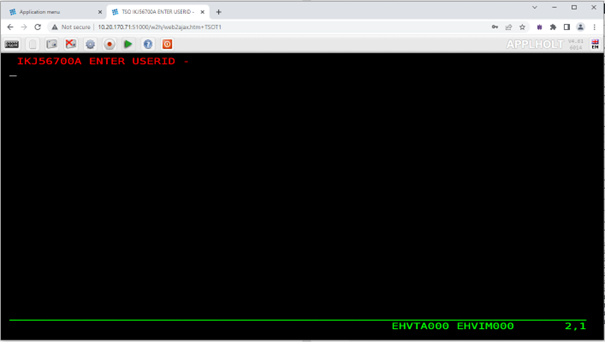 Application menu
TSO IKJ56700A ENTER USERID -
Not secure | 10.26.170.71:51000/w2h/web2ajax.htm+TSOT1
APPLHOLT
EN
IKJ56700A ENTER USERID -
EHVTA000 EHVIM000 2,1